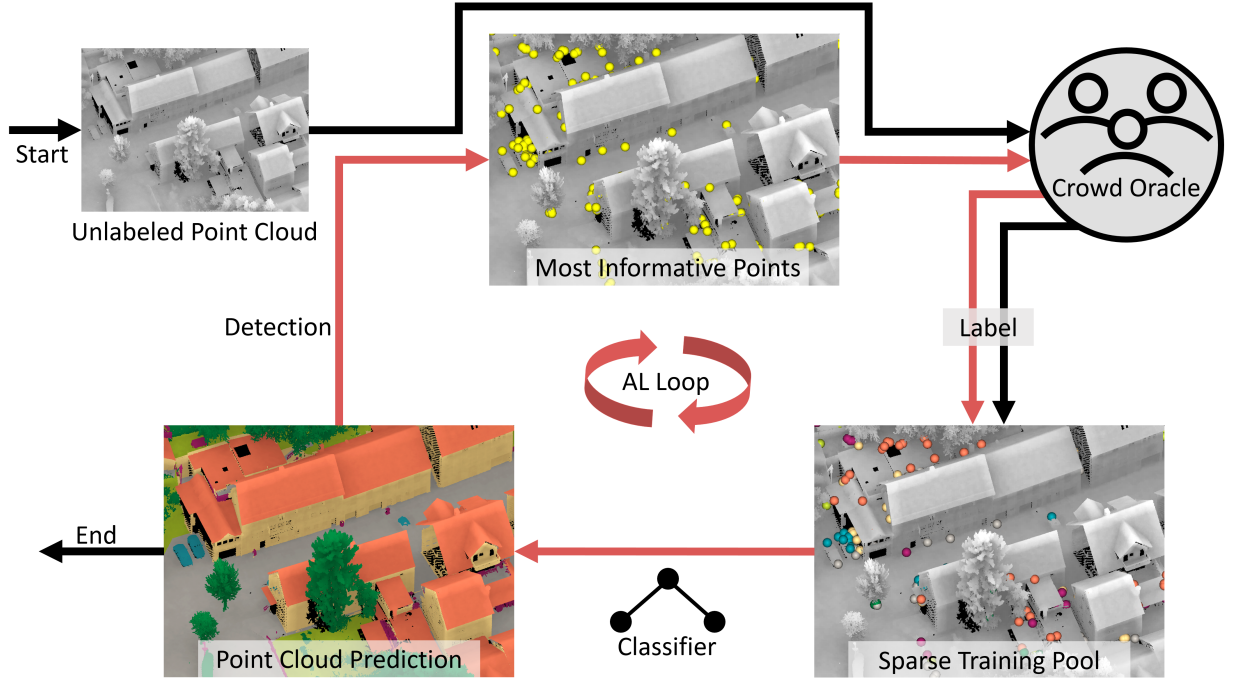 Start
Unlabeled Point Cloud
Most Informative Points
Crowd Oracle
Label
Detection
AL Loop
End
Point Cloud Prediction
Classifier
Sparse Training Pool